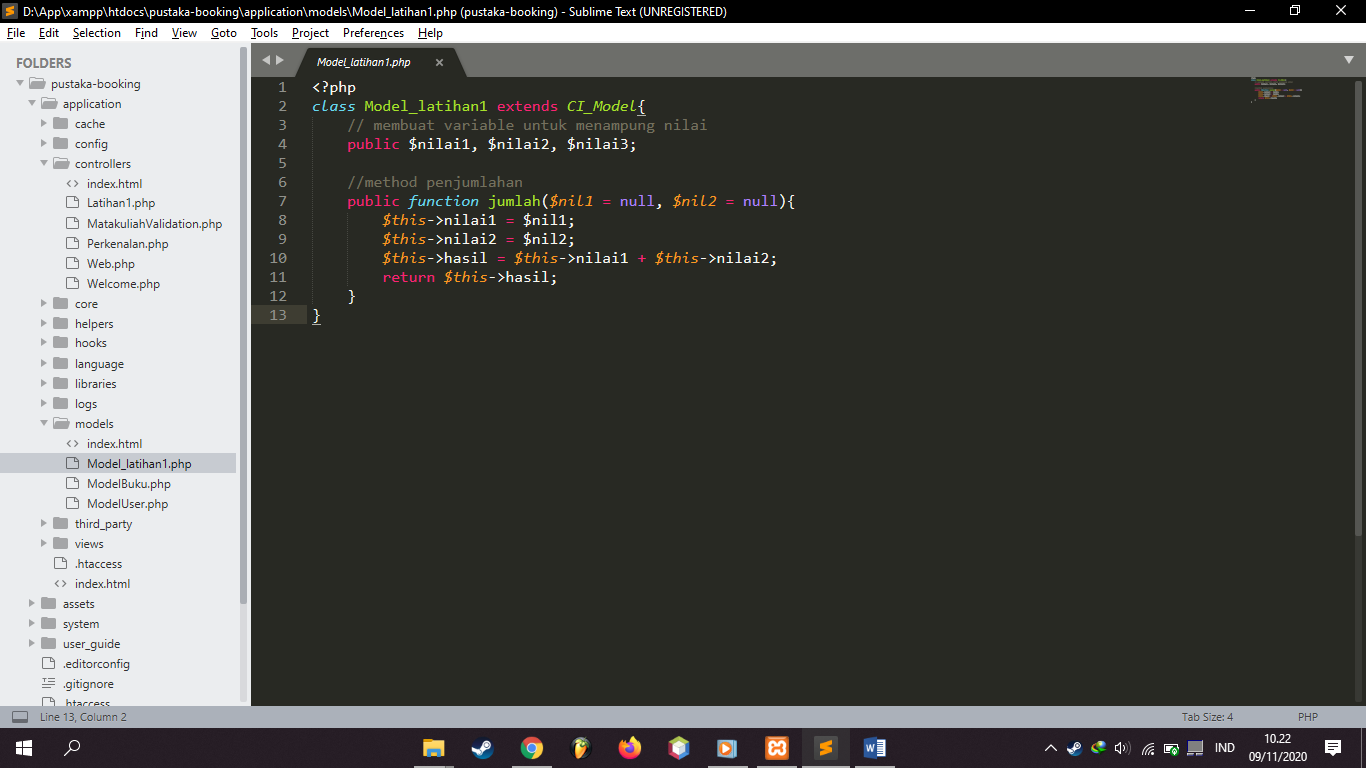 D:\App\xampp\htdocs\pustaka-booking\application\models\Model_latihan1.php (pustaka-booking) - Sublime Text (UNREGISTERED)
File Edit Selection Find View Goto Tools Project Preferences Help
FOLDERS
pustaka-booking
application
cache
config
controllers
index.html
Latihan1.php
MatakuliahValidation.php
Perkenalan.php
Web.php
Welcome.php
core
helpers
hooks
language
libraries
logs
models
index.html
Model_latihan1.php
ModelBuku.php
ModelUser.php
third_party
views
.htaccess
index.html
assets
system
user_guide
.editorconfig
.gitignore
.htaccess
Model_latihan1.php
1 <?php
2 class Model_latihan1 extends CI_Model{
3     // membuat variable untuk menampung nilai
4     public $nilai1, $nilai2, $nilai3;
5
6     //method penjumlahan
7     public function jumlah($nil1 = null, $nil2 = null){
8         $this->nilai1 = $nil1;
9         $this->nilai2 = $nil2;
10         $this->hasil = $this->nilai1 + $this->nilai2;
11         return $this->hasil;
12     }
13 }
Line 13, Column 2 Tab Size: 4 PHP
IND
10.22
09/11/2020